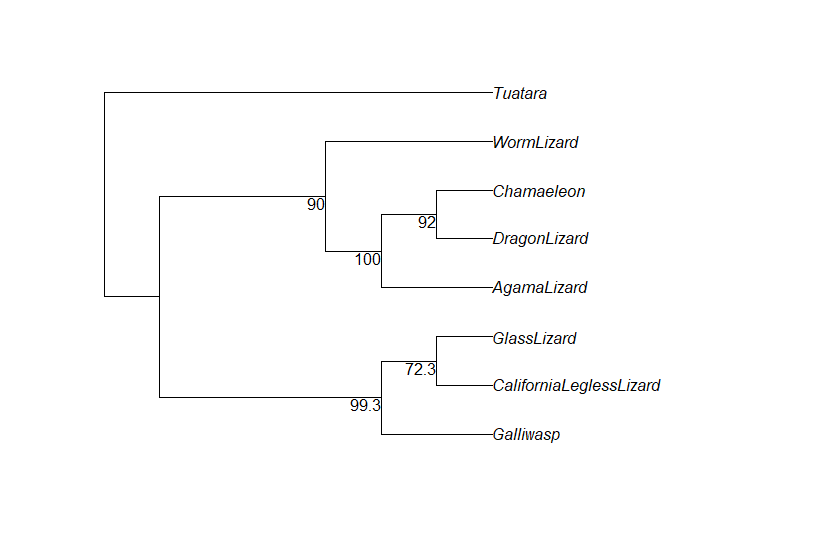 Tuatara
WormLizard
90
Chamaeleon
92
DragonLizard
100
AgamaLizard
GlassLizard
72.3
CaliforniaLeglessLizard
99.3
Galliwasp